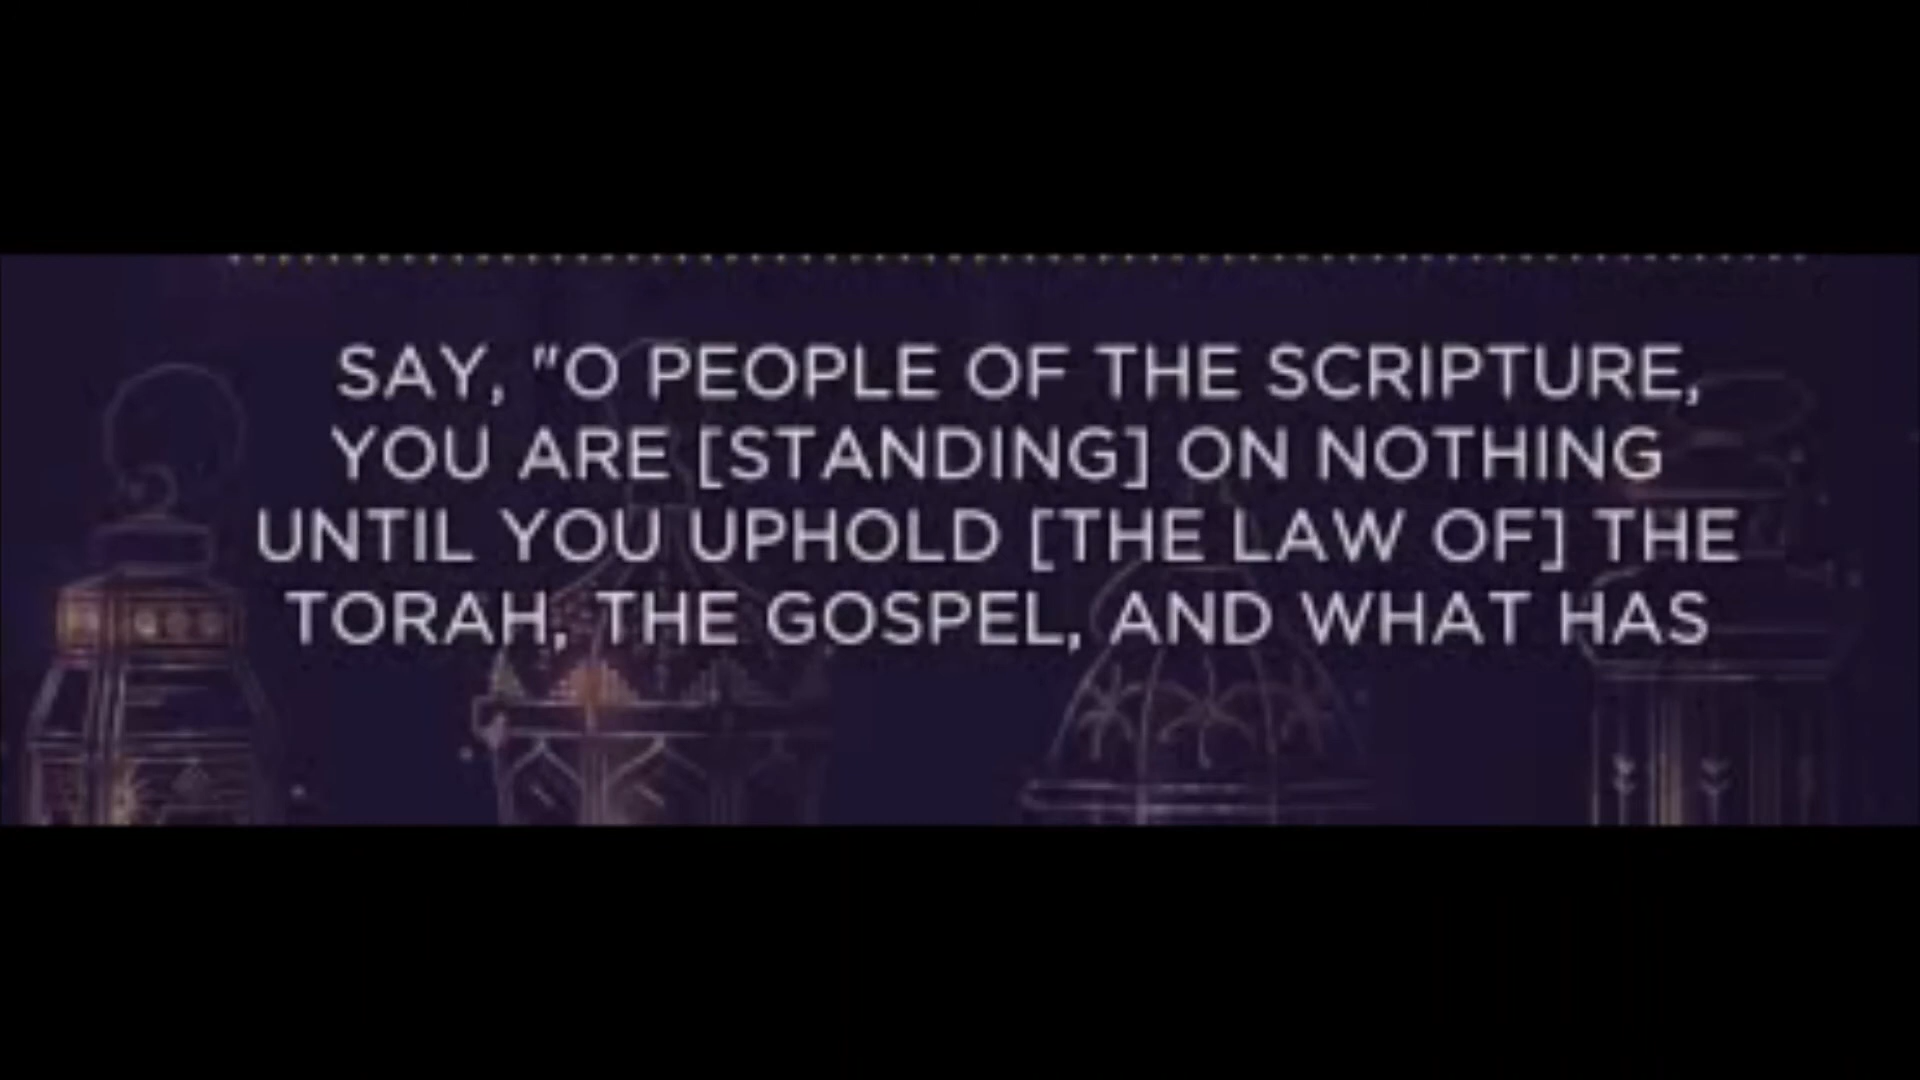 SAY, "O PEOPLE OF THE SCRIPTURE,
YOU ARE [STANDING] ON NOTHING
UNTIL YOU UPHOLD [THE LAW OF] THE
TORAH, THE GOSPEL, AND WHAT HAS